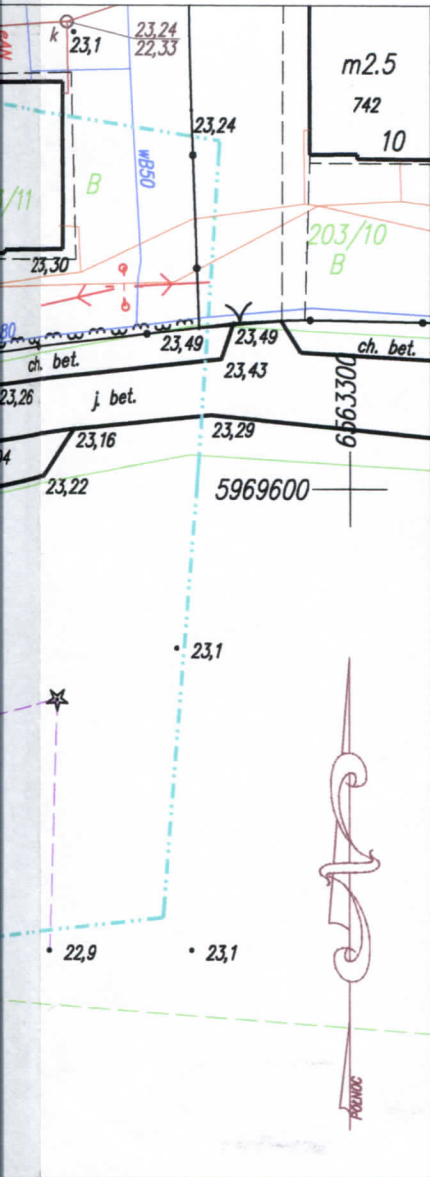 k
23,1
23,24
22,33
m2.5
742
10
23,24
wB50
B
203/10
B
23,30
23,49
23,49
ch. bet.
ch. bet.
23,43
23,26
j. bet.
6563300
23,16
23,29
23,22
5969600
23,1
22,9
23,1
PÓŁNOC